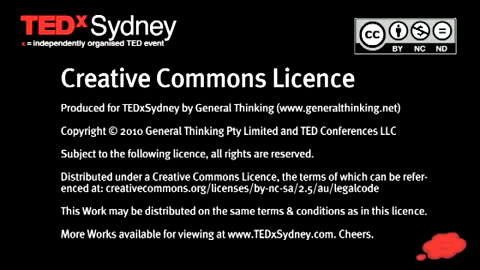 TEDxSydney
x = independently organised TED event
cc BY NC ND
Creative Commons Licence
Produced for TEDxSydney by General Thinking (www.generalthinking.net)
Copyright © 2010 General Thinking Pty Limited and TED Conferences LLC
Subject to the following licence, all rights are reserved.
Distributed under a Creative Commons Licence, the terms of which can be refer-
enced at: creativecommons.org/licenses/by-nc-sa/2.5/au/legalcode
This Work may be distributed on the same terms & conditions as in this licence.
More Works available for viewing at www.TEDxSydney.com. Cheers.